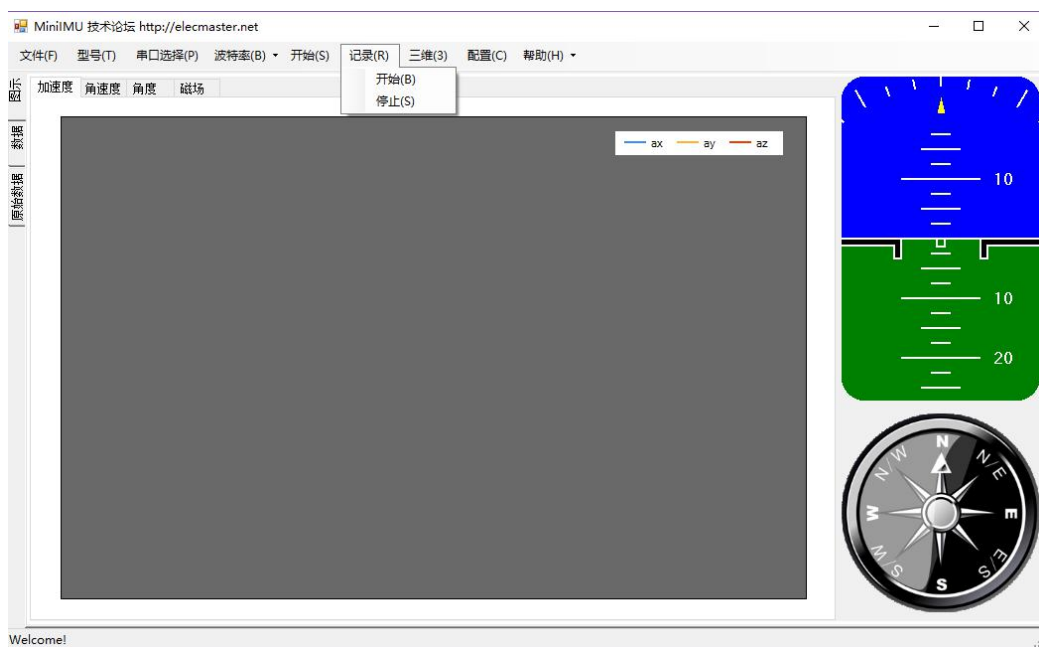 MiniIMU 技术论坛 http://elecmaster.net
文件(F) 型号(T) 串口选择(P) 波特率(B) 开始(S) 记录(R) 三维(3) 配置(C) 帮助(H)
开始(B)
停止(S)
图示
数据
原始数据
加速度 角速度 角度 磁场
ax ay az
10
10
20
N
N/E
E
E/S
S
S/W
W
N/W
Welcome!